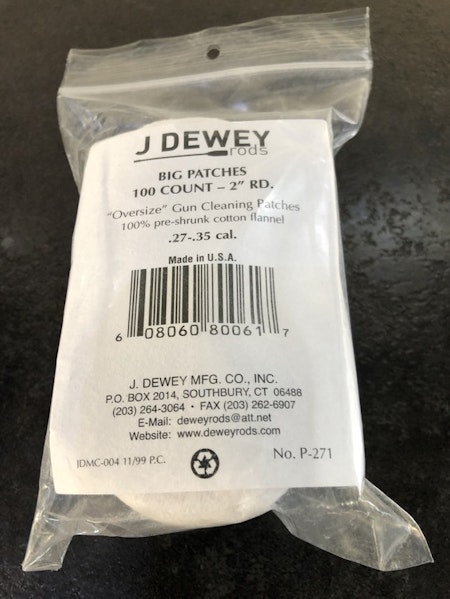 J DEWEY
rods
BIG PATCHES
100 COUNT – 2” RD.
“Oversize” Gun Cleaning Patches
100% pre-shrunk cotton flannel
.27-.35 cal.
Made in U.S.A.
6 08060 80061 7
J. DEWEY MFG. CO., INC.
P.O. BOX 2014, SOUTHBURY, CT 06488
(203) 264-3064 • FAX (203) 262-6907
E-Mail: deweyrods@att.net
Website: www.deweyrods.com
JDMC-004 11/99 P.C.
No. P-271